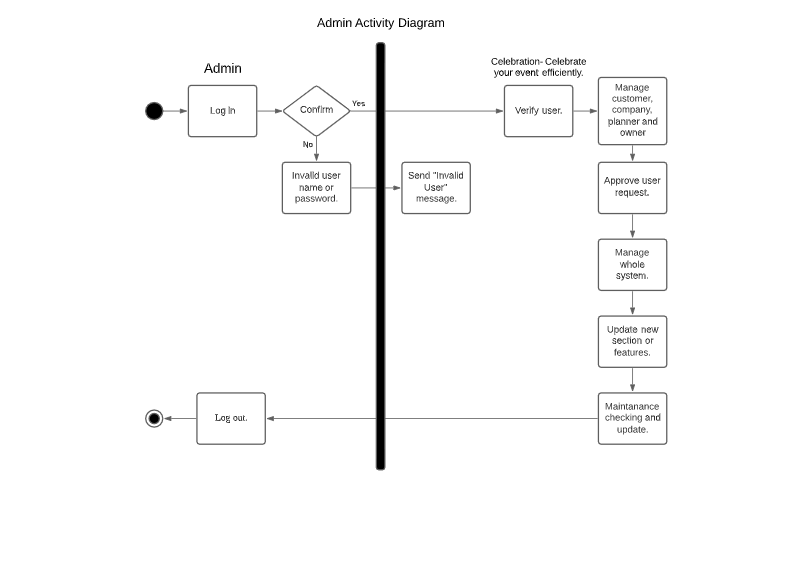 Admin Activity Diagram
Admin
Celebration- Celebrate
your event efficiently.
Log In
Confirm
Yes
Verify user.
Manage
customer,
company,
planner and
owner
No
Invalid user
name or
password.
Send "Invalid
User"
message.
Approve user
request.
Manage
whole
system.
Update new
section or
features.
Log out.
Maintanance
checking and
update.